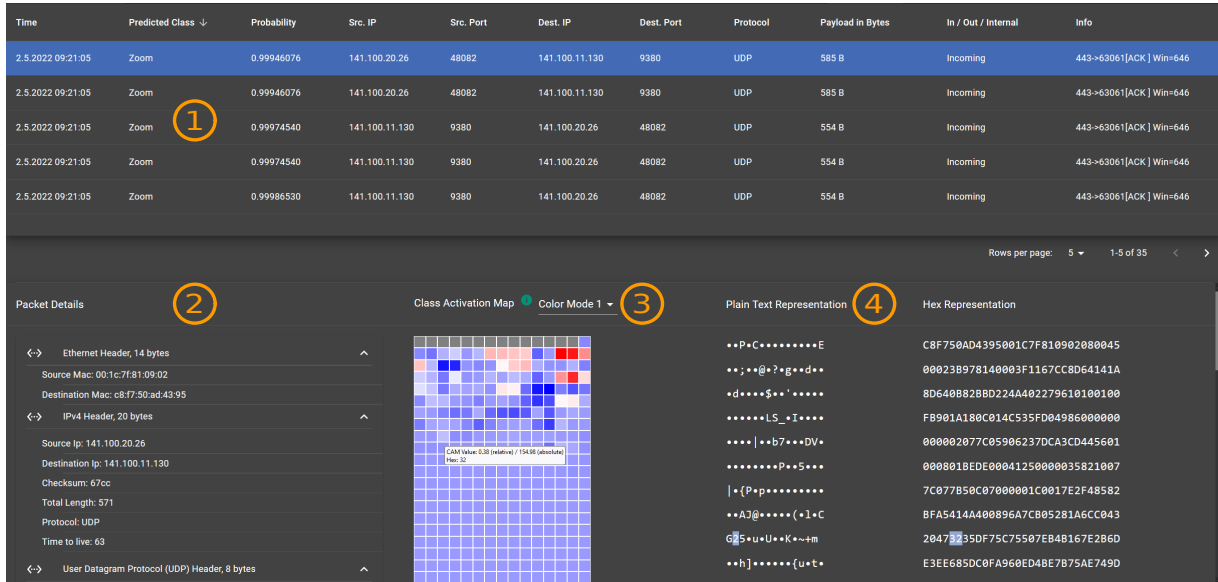 Time Predicted Class ↓ Probability Src. IP Src. Port Dest. IP Dest. Port Protocol Payload in Bytes In / Out / Internal Info
2.5.2022 09:21:05 Zoom 0.99946076 141.100.20.26 48082 141.100.11.130 9380 UDP 585 B Incoming 443->63061[ACK ] Win=646
2.5.2022 09:21:05 Zoom 0.99946076 141.100.20.26 48082 141.100.11.130 9380 UDP 585 B Incoming 443->63061[ACK ] Win=646
1
2.5.2022 09:21:05 Zoom 0.99974540 141.100.11.130 9380 141.100.20.26 48082 UDP 554 B Incoming 443->63061[ACK ] Win=646
2.5.2022 09:21:05 Zoom 0.99974540 141.100.11.130 9380 141.100.20.26 48082 UDP 554 B Incoming 443->63061[ACK ] Win=646
2.5.2022 09:21:05 Zoom 0.99986530 141.100.11.130 9380 141.100.20.26 48082 UDP 554 B Incoming 443->63061[ACK ] Win=646
Rows per page: 5 1-5 of 35
Packet Details 2
Ethernet Header, 14 bytes
Source Mac: 00:1c:7f:81:09:02
Destination Mac: c8:f7:50:ad:43:95
IPv4 Header, 20 bytes
Source Ip: 141.100.20.26
Destination Ip: 141.100.11.130
Checksum: 67cc
Total Length: 571
Protocol: UDP
Time to live: 63
User Datagram Protocol (UDP) Header, 8 bytes
Class Activation Map Color Mode 1 3
CAM Value: 0.38 (relative) / 154.98 (absolute)
Hex: 32
Plain Text Representation 4
••P•C•••••••••E
••;••@•?•g••d••
•d••••$••'•••••
••••••LS_•I••••
••••|••b7•••DV•
••••••••P••5•••
|•{P•p•••••••••
••AJ@•••••(•l•C
G25•u•U••K•~+m
••h]••••••{u•t•
Hex Representation
C8F750AD4395001C7F810902080045
00023B978140003F1167CC8D64141A
8D640B82BBD224A402279610100100
FB901A180C014C535FD04986000000
000002077C05906237DCA3CD445601
000801BEDE00041250000035821007
7C077B50C07000001C0017E2F48582
BFA5414A400896A7CB05281A6CC043
20473235DF75C75507EB4B167E2B6D
E3EE685DC0FA960ED4BE7B75AE749D